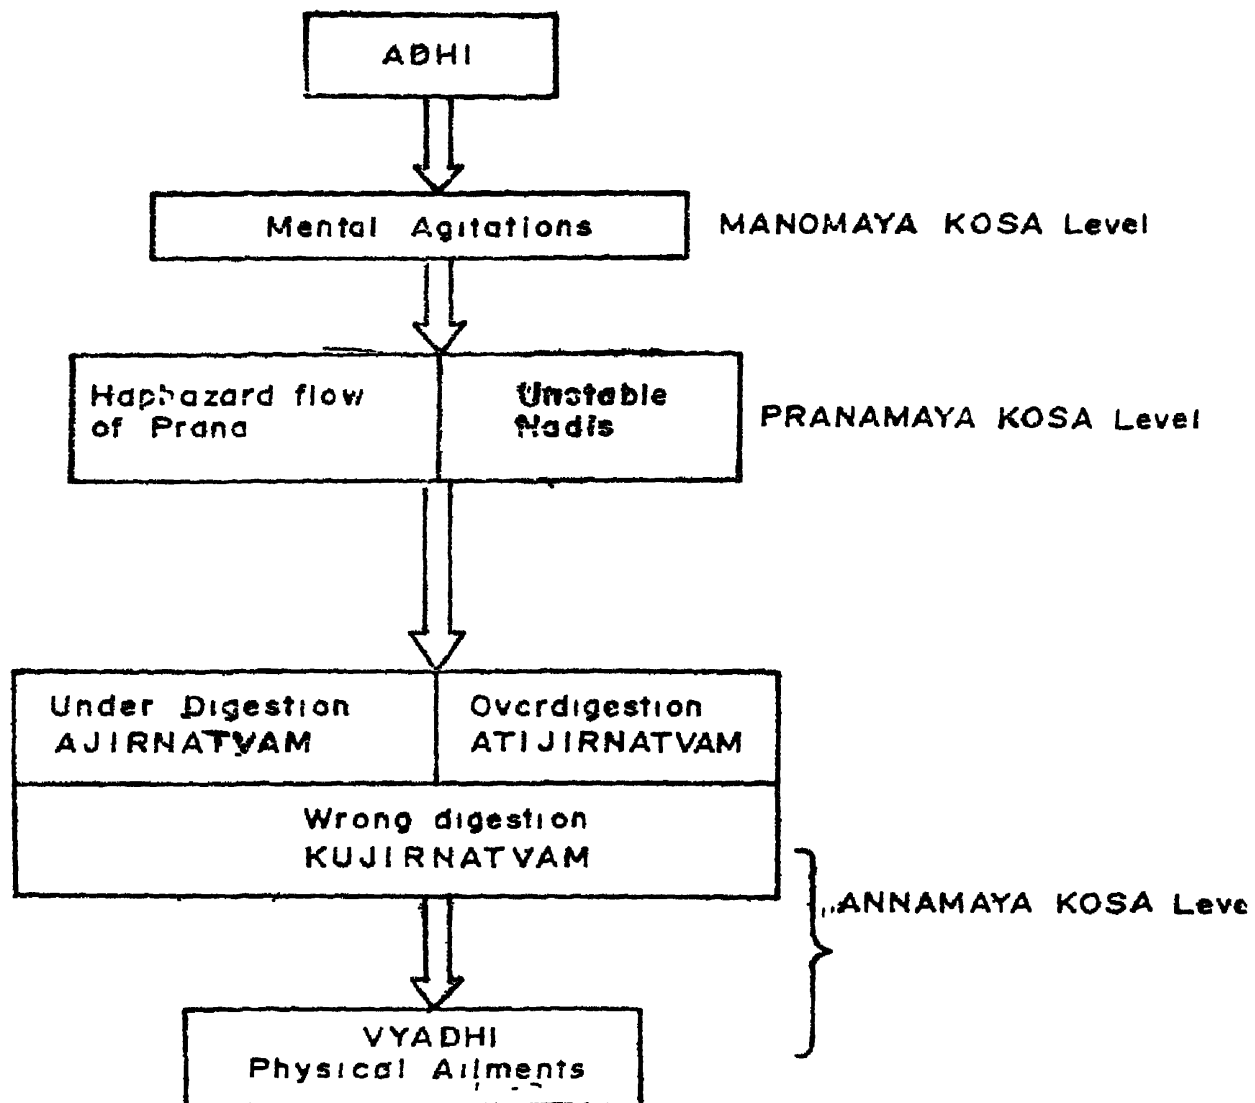 ADHI
Mental Agitations
MANOMAYA KOSA Level
Haphazard flow
of Prana
Unstable
Nadis
PRANAMAYA KOSA Level
Under Digestion
AJIRNATVAM
Overdigestion
ATIJIRNATVAM
Wrong digestion
KUJIRNATVAM
ANNAMAYA KOSA Leve
VYADHI
Physical Ailments